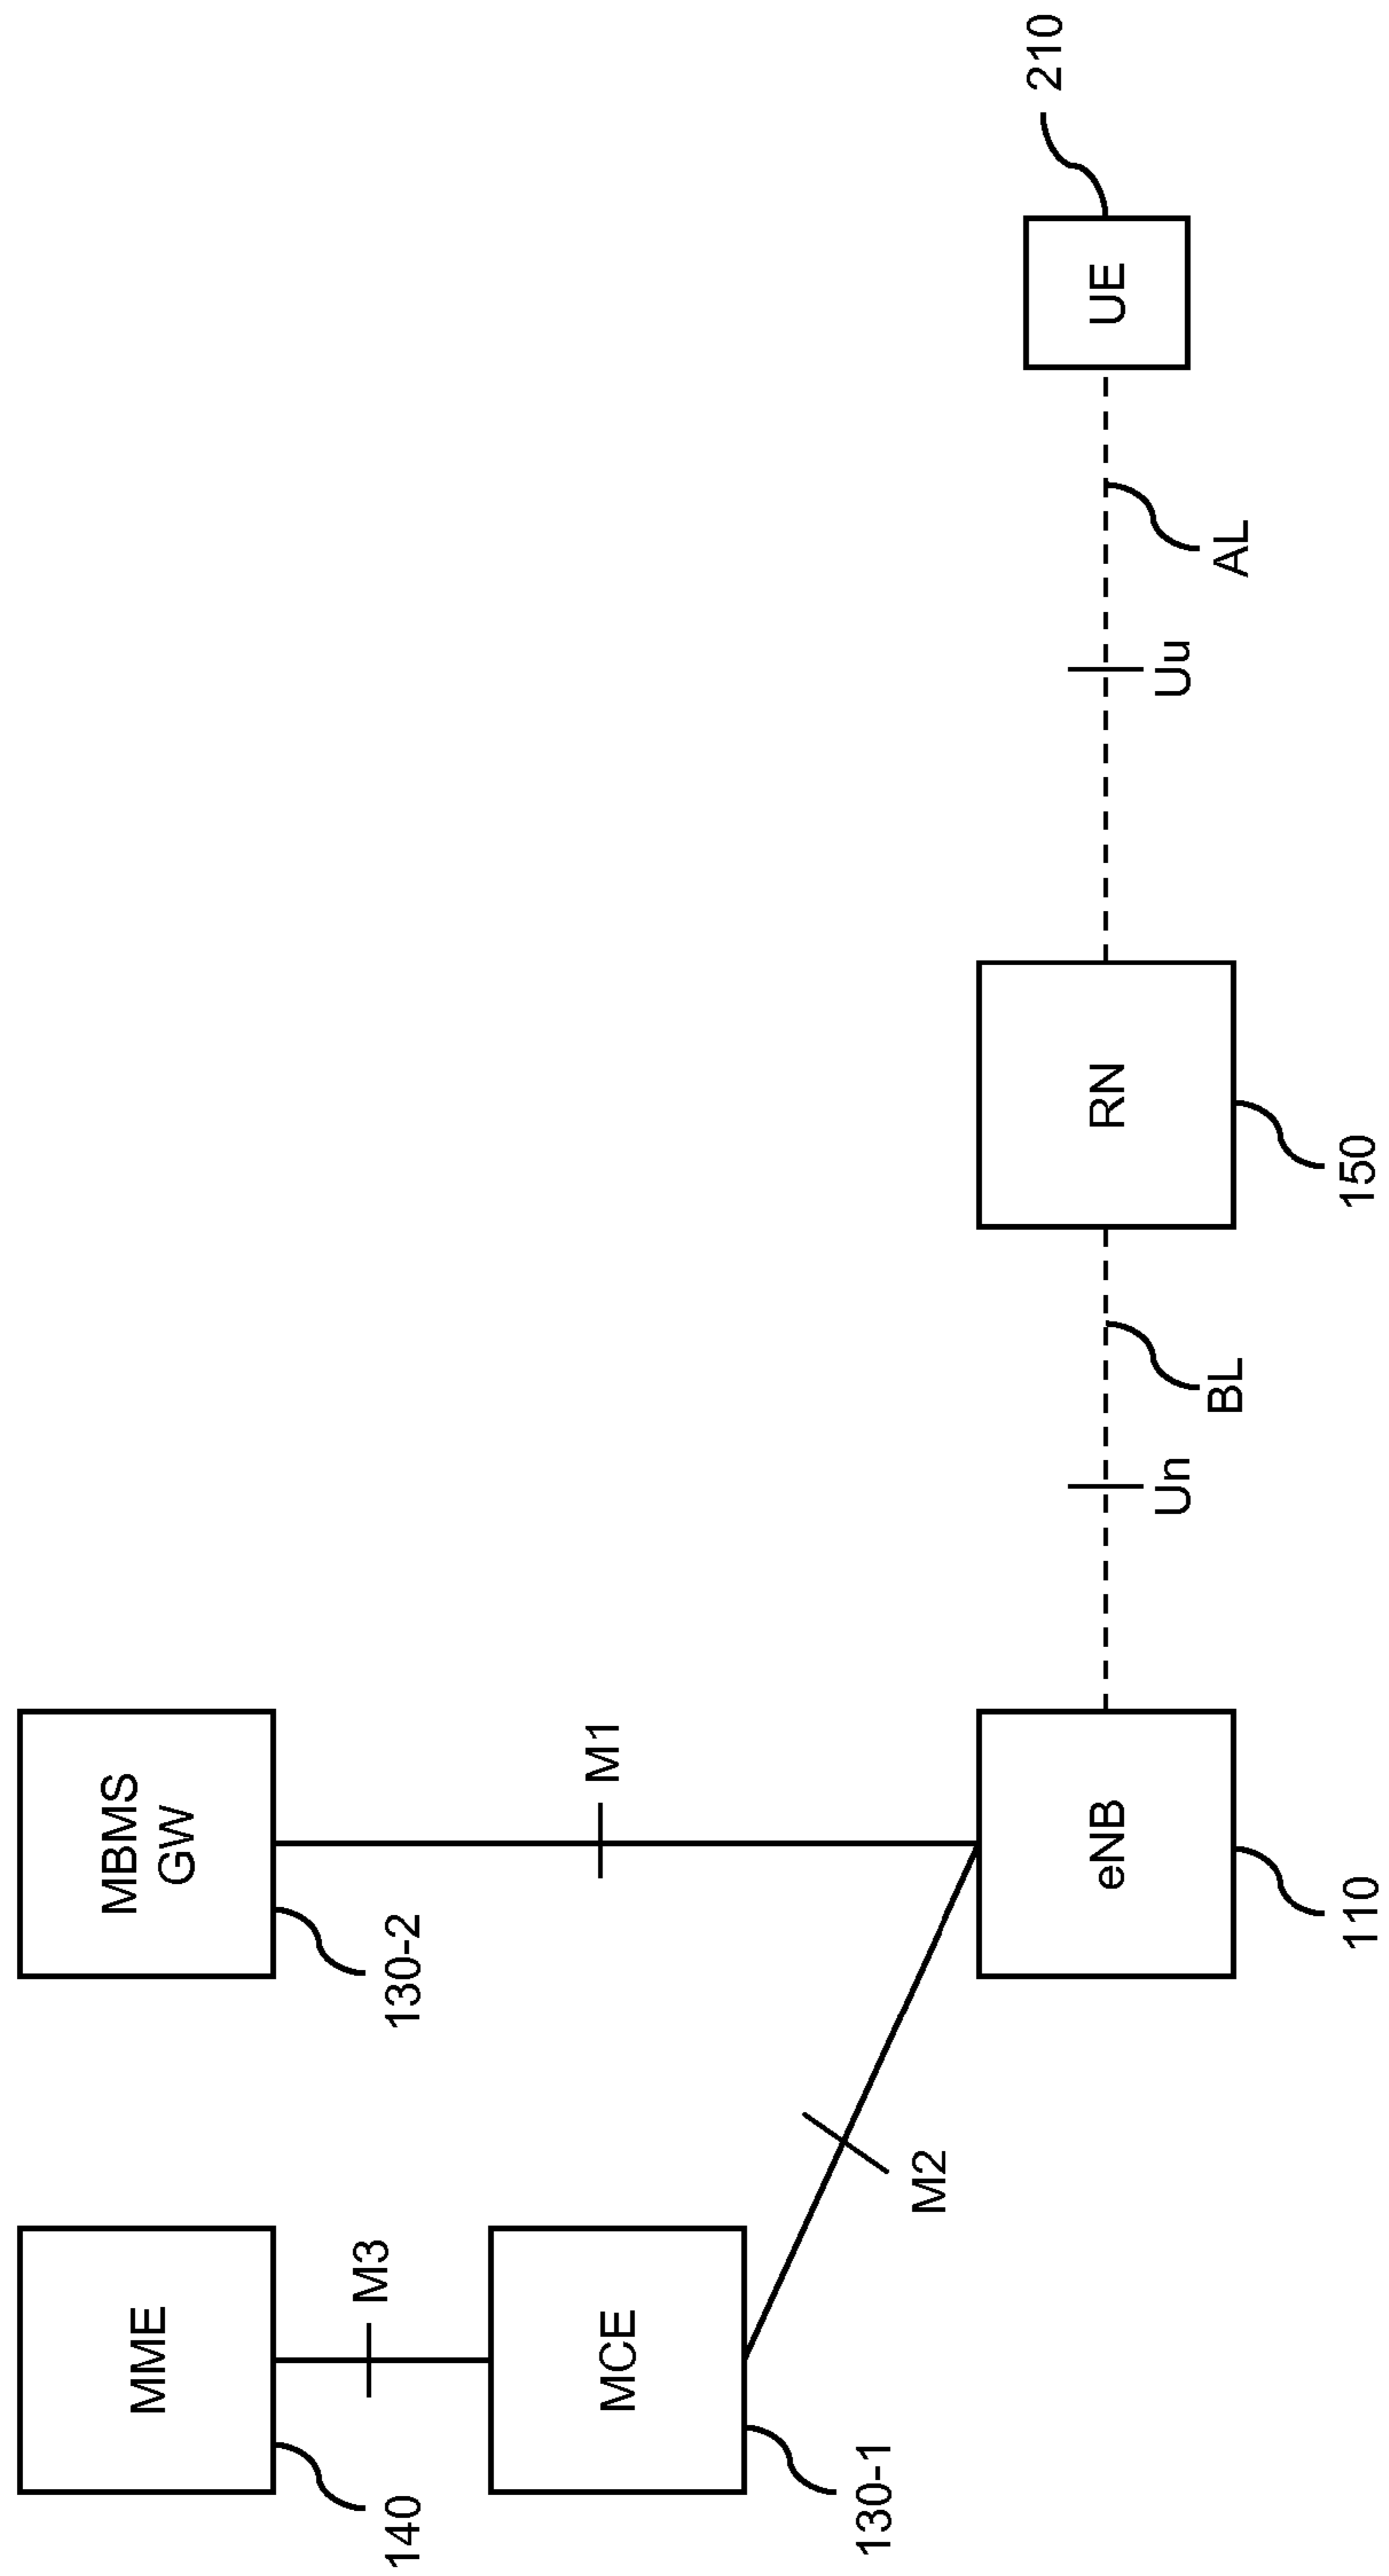 MME
140
M3
MCE
130-1
M2
MBMS
GW
130-2
M1
eNB
110
Un
BL
RN
150
Uu
AL
UE
210